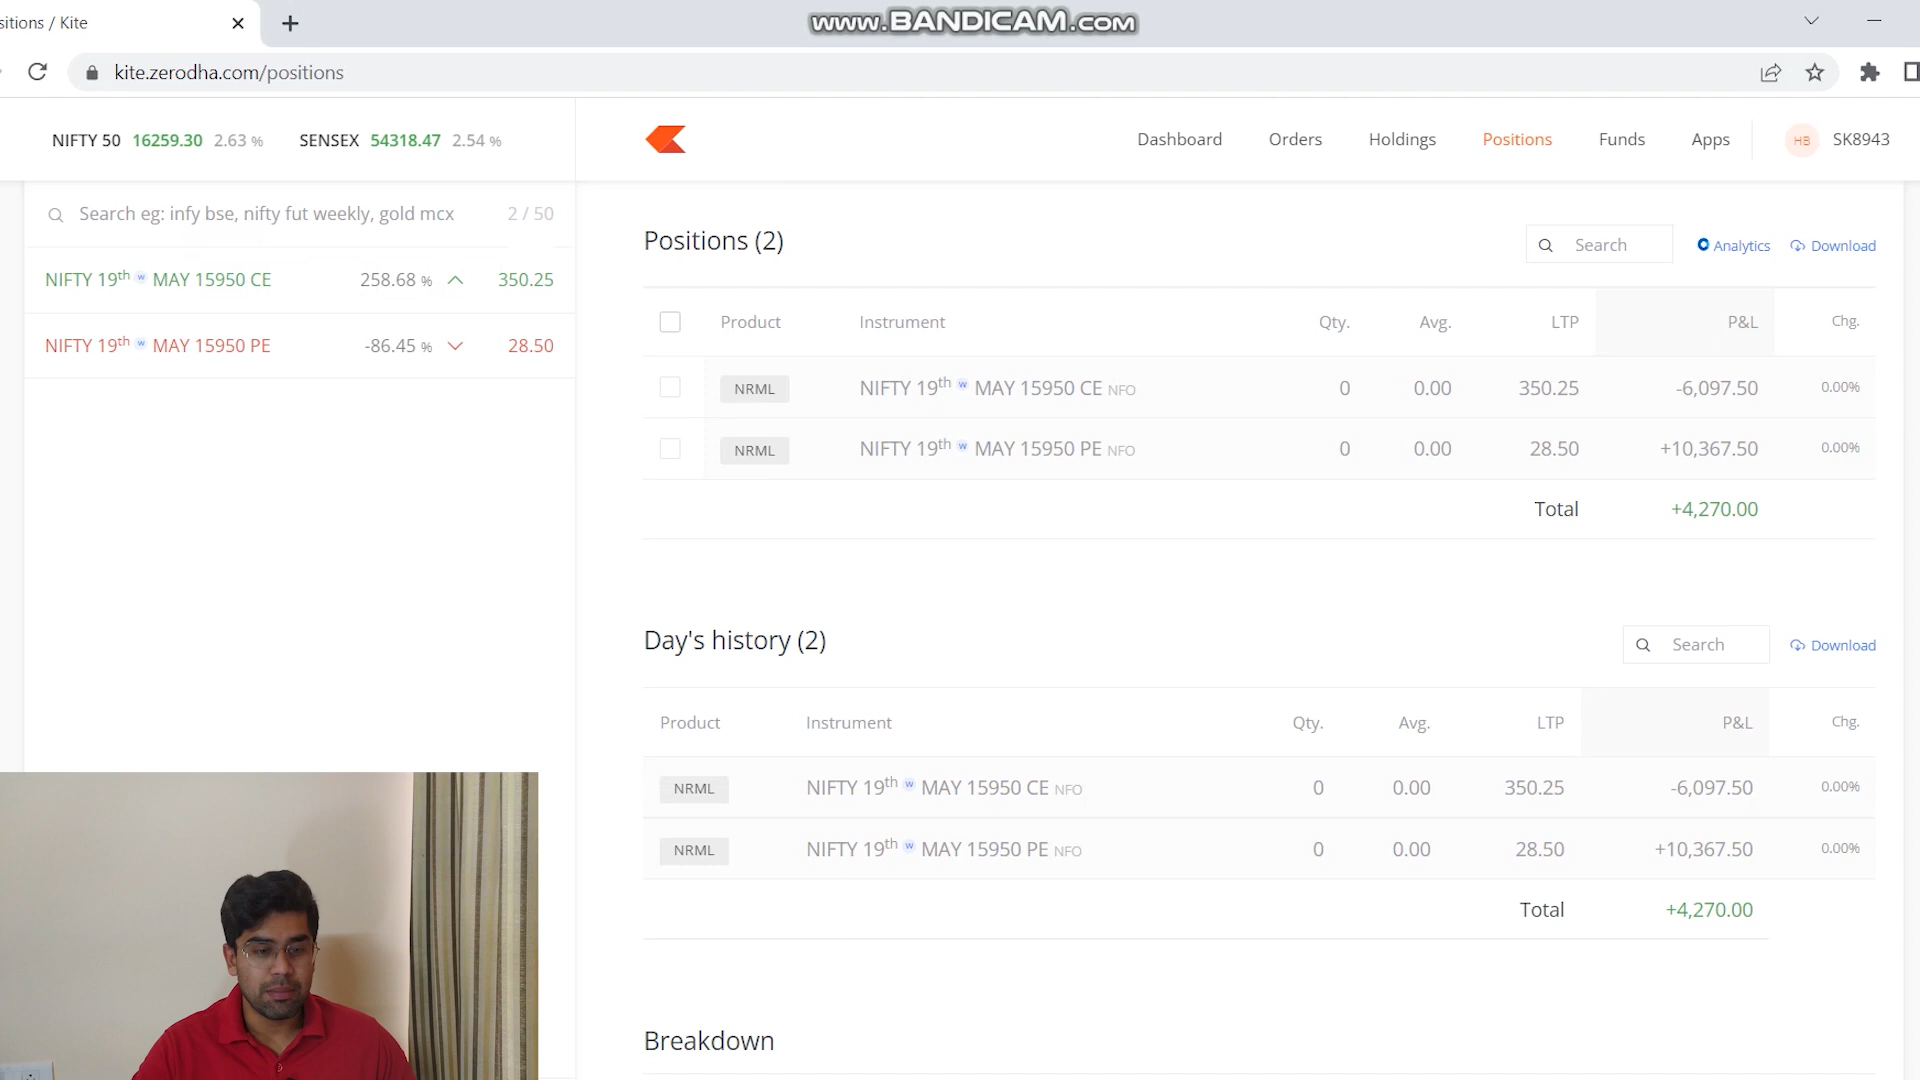 sitions / Kite
www.BANDICAM.com
kite.zerodha.com/positions
NIFTY 50 16259.30 2.63 % SENSEX 54318.47 2.54 %
Dashboard Orders Holdings Positions Funds Apps HB SK8943
Search eg: infy bse, nifty fut weekly, gold mcx 2 / 50
NIFTY 19th w MAY 15950 CE 258.68 % 350.25
NIFTY 19th w MAY 15950 PE -86.45 % 28.50
Positions (2) Search Analytics Download
Product Instrument Qty. Avg. LTP P&L Chg.
NRML NIFTY 19th w MAY 15950 CE NFO 0 0.00 350.25 -6,097.50 0.00%
NRML NIFTY 19th w MAY 15950 PE NFO 0 0.00 28.50 +10,367.50 0.00%
Total +4,270.00
Day's history (2) Search Download
Product Instrument Qty. Avg. LTP P&L Chg.
NRML NIFTY 19th w MAY 15950 CE NFO 0 0.00 350.25 -6,097.50 0.00%
NRML NIFTY 19th w MAY 15950 PE NFO 0 0.00 28.50 +10,367.50 0.00%
Total +4,270.00
Breakdown